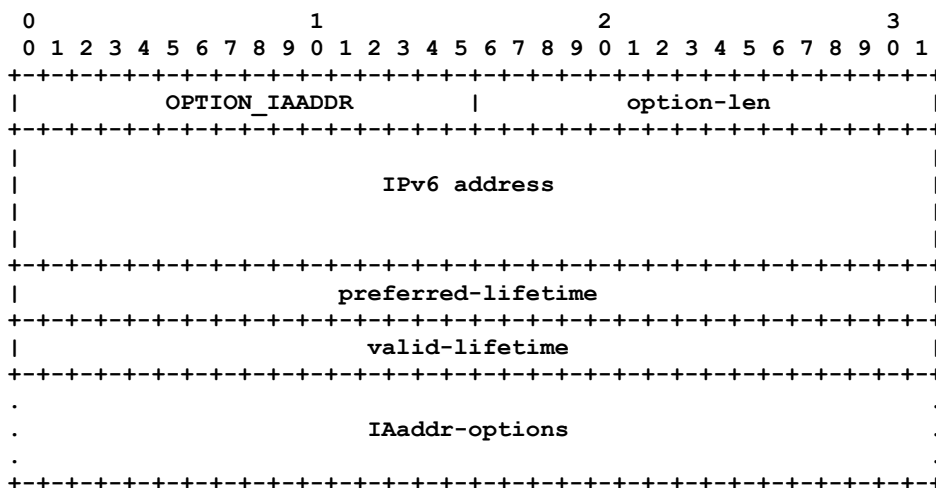 0                   1                   2                   3
 0 1 2 3 4 5 6 7 8 9 0 1 2 3 4 5 6 7 8 9 0 1 2 3 4 5 6 7 8 9 0 1
+-+-+-+-+-+-+-+-+-+-+-+-+-+-+-+-+-+-+-+-+-+-+-+-+-+-+-+-+-+-+-+-+
|          OPTION_IAADDR        |          option-len           |
+-+-+-+-+-+-+-+-+-+-+-+-+-+-+-+-+-+-+-+-+-+-+-+-+-+-+-+-+-+-+-+-+
|                                                               |
|                         IPv6 address                          |
|                                                               |
|                                                               |
+-+-+-+-+-+-+-+-+-+-+-+-+-+-+-+-+-+-+-+-+-+-+-+-+-+-+-+-+-+-+-+-+
|                      preferred-lifetime                       |
+-+-+-+-+-+-+-+-+-+-+-+-+-+-+-+-+-+-+-+-+-+-+-+-+-+-+-+-+-+-+-+-+
|                        valid-lifetime                         |
+-+-+-+-+-+-+-+-+-+-+-+-+-+-+-+-+-+-+-+-+-+-+-+-+-+-+-+-+-+-+-+-+
.                                                               .
.                        IAaddr-options                         .
.                                                               .
+-+-+-+-+-+-+-+-+-+-+-+-+-+-+-+-+-+-+-+-+-+-+-+-+-+-+-+-+-+-+-+-+